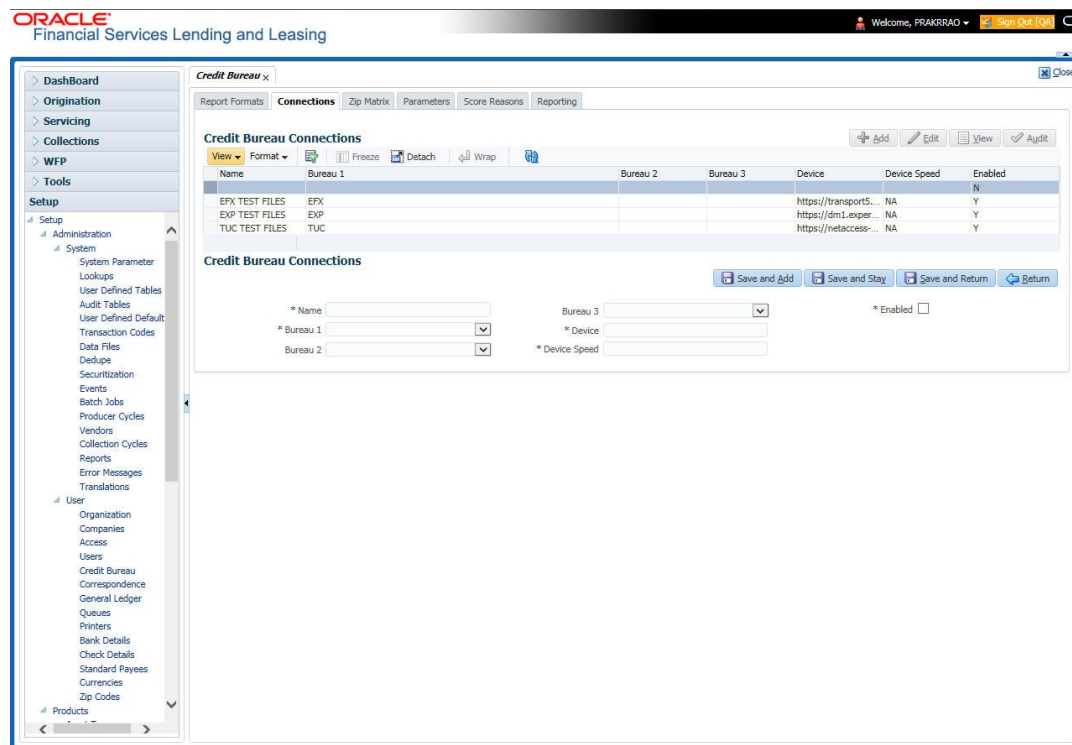 ORACLE
Financial Services Lending and Leasing
Welcome, PRAKRRAO
Sign Out [QA]
Close
DashBoard
Origination
Servicing
Collections
WFP
Tools
Setup
Setup
Administration
System
System Parameter
Lookups
User Defined Tables
Audit Tables
User Defined Default
Transaction Codes
Data Files
Dedupe
Securitization
Events
Batch Jobs
Producer Cycles
Vendors
Collection Cycles
Reports
Error Messages
Translations
User
Organization
Companies
Access
Users
Credit Bureau
Correspondence
General Ledger
Queues
Printers
Bank Details
Check Details
Standard Payees
Currencies
Zip Codes
Products
Credit Bureau x
Report Formats Connections Zip Matrix Parameters Score Reasons Reporting
Credit Bureau Connections
Add Edit View Audit
View Format Freeze Detach Wrap
Name Bureau 1 Bureau 2 Bureau 3 Device Device Speed Enabled
N
EFX TEST FILES EFX https://transport5.... NA Y
EXP TEST FILES EXP https://dm1.exper... NA Y
TUC TEST FILES TUC https://netaccess-... NA Y
Credit Bureau Connections
Save and Add Save and Stay Save and Return Return
* Name Bureau 3 * Enabled
* Bureau 1 * Device
Bureau 2 * Device Speed